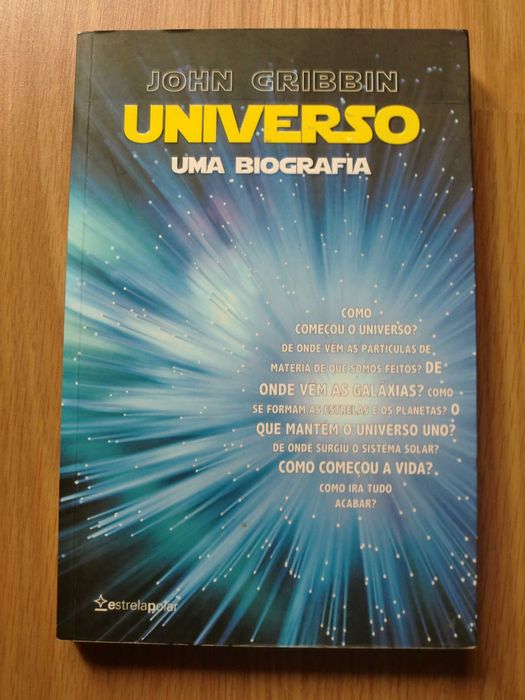 JOHN GRIBBIN
UNIVERSO
UMA BIOGRAFIA
COMO
COMEÇOU O UNIVERSO?
DE ONDE VÊM AS PARTÍCULAS DE
MATÉRIA DE QUE SOMOS FEITOS? DE
ONDE VÊM AS GALÁXIAS? COMO
SE FORMAM AS ESTRELAS E OS PLANETAS? O
QUE MANTÉM O UNIVERSO UNO?
DE ONDE SURGIU O SISTEMA SOLAR?
COMO COMEÇOU A VIDA?
COMO IRÁ TUDO
ACABAR?
estrelapolar